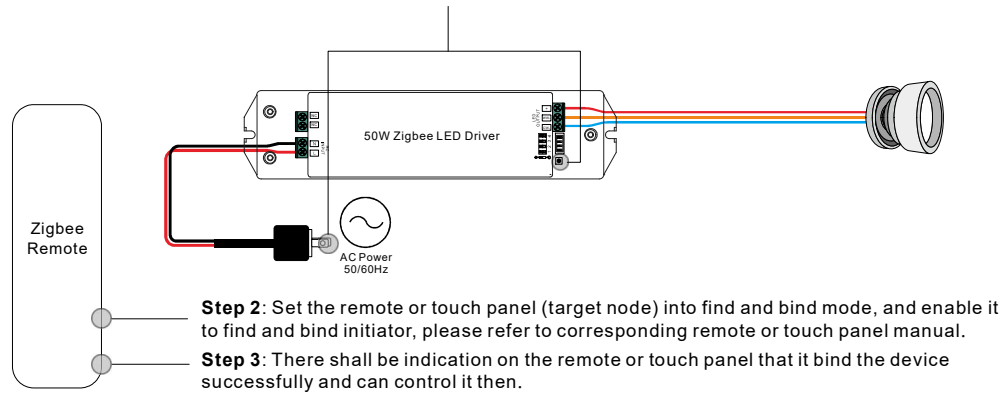 50W Zigbee LED Driver
Zigbee
Remote
AC Power
50/60Hz
Step 2: Set the remote or touch panel (target node) into find and bind mode, and enable it
to find and bind initiator, please refer to corresponding remote or touch panel manual.
Step 3: There shall be indication on the remote or touch panel that it bind the device
successfully and can control it then.